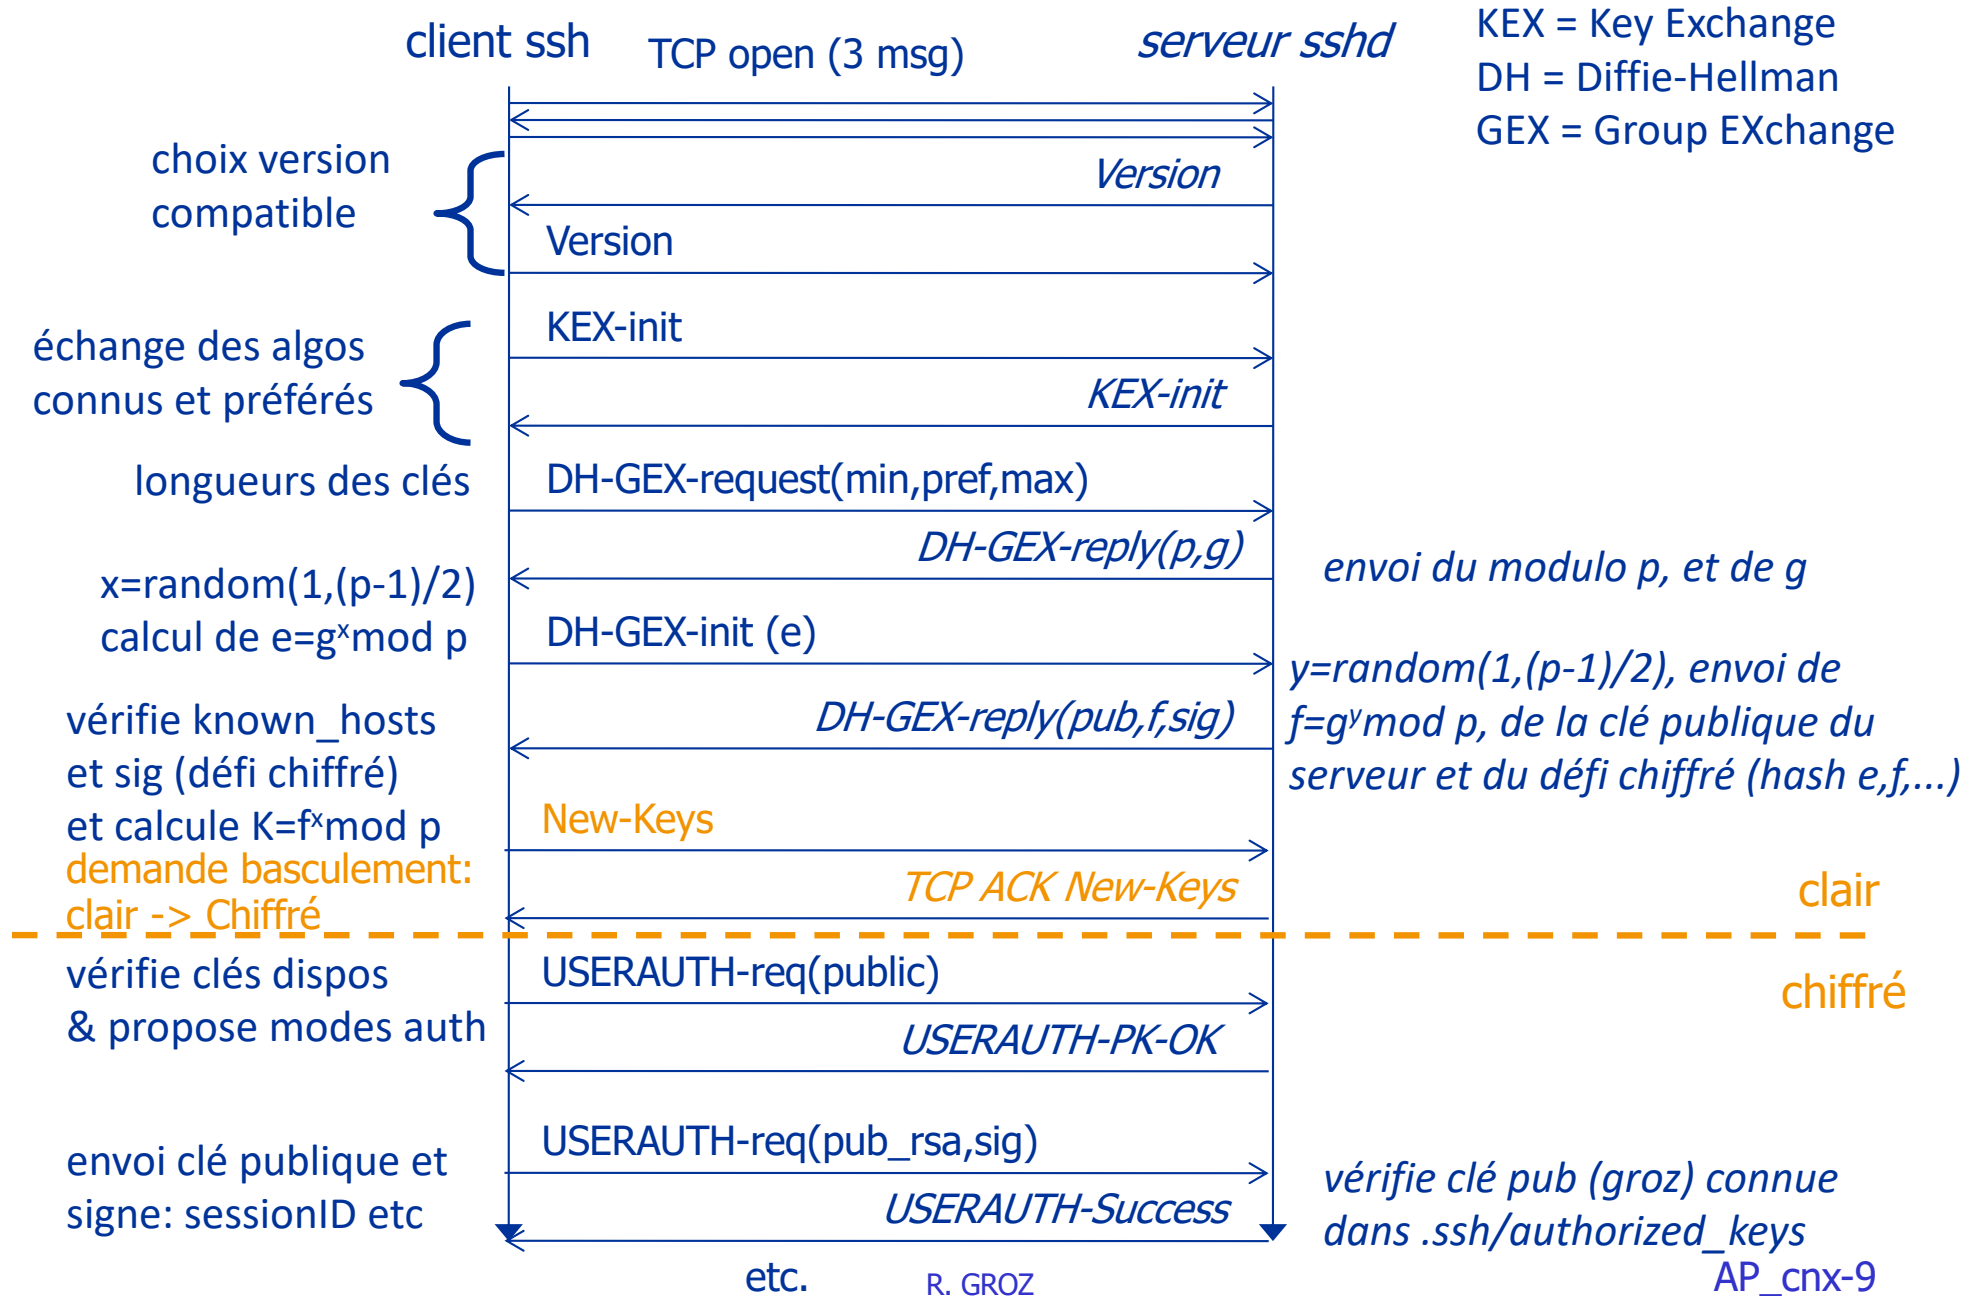 client ssh
TCP open (3 msg)
serveur sshd
KEX = Key Exchange
DH = Diffie-Hellman
GEX = Group EXchange
choix version
compatible
Version
Version
échange des algos
connus et préférés
KEX-init
KEX-init
longueurs des clés
DH-GEX-request(min,pref,max)
DH-GEX-reply(p,g)
envoi du modulo p, et de g
x=random(1,(p-1)/2)
calcul de e=gˣmod p
DH-GEX-init (e)
y=random(1,(p-1)/2), envoi de
f=gʸmod p, de la clé publique du
serveur et du défi chiffré (hash e,f,...)
DH-GEX-reply(pub,f,sig)
vérifie known_hosts
et sig (défi chiffré)
et calcule K=fˣmod p
New-Keys
demande basculement:
clair -> Chiffré
TCP ACK New-Keys
clair
chiffré
vérifie clés dispos
& propose modes auth
USERAUTH-req(public)
USERAUTH-PK-OK
envoi clé publique et
signe: sessionID etc
USERAUTH-req(pub_rsa,sig)
USERAUTH-Success
vérifie clé pub (groz) connue
dans .ssh/authorized_keys
etc.
R. GROZ
AP_cnx-9